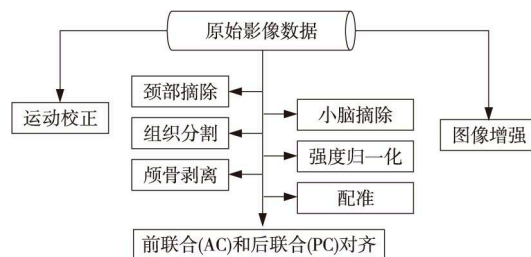 原始影像数据
颈部摘除
运动校正
小脑摘除
组织分割
图像增强
强度归一化
颅骨剥离
配准
前联合(AC)和后联合(PC)对齐